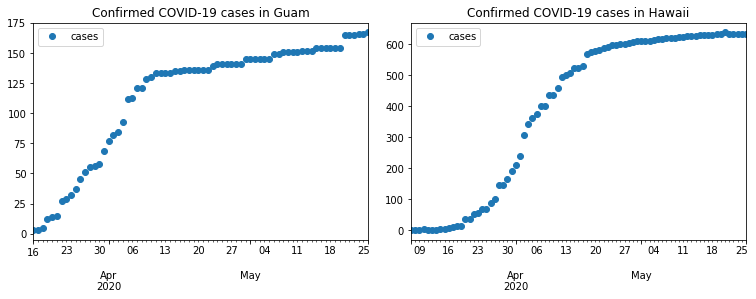 Confirmed COVID-19 cases in Guam
175
150
125
100
75
50
25
0
cases
16 23 30 06 13 20 27 04 11 18 25
Apr May
2020
Confirmed COVID-19 cases in Hawaii
600
500
400
300
200
100
0
cases
09 16 23 30 06 13 20 27 04 11 18 25
Apr May
2020